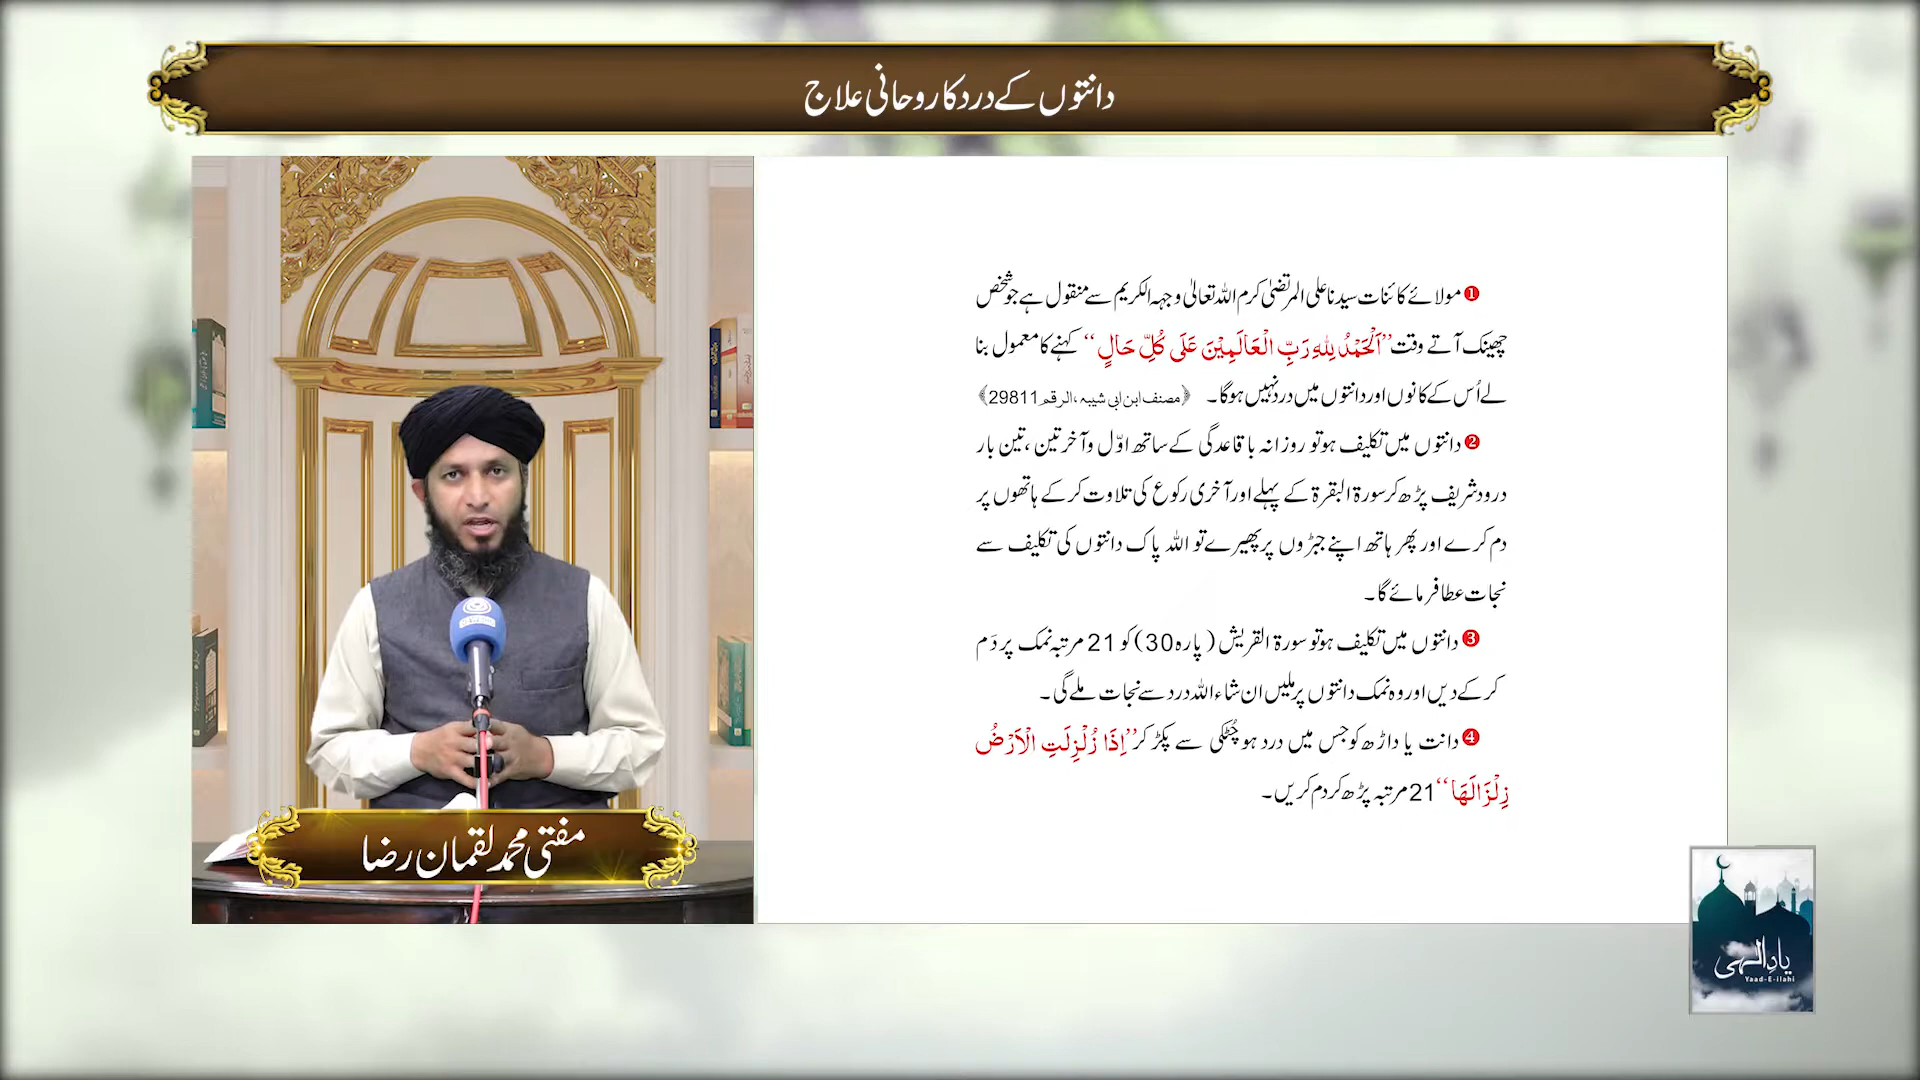 دانتوں کے درد کا روحانی علاج
❶ مولائے کائنات سیدنا علی المرتضیٰ کرم اللہ تعالیٰ وجہہ الکریم سے منقول ہے جو شخص
چھینک آتے وقت ’’اَلْحَمْدُ لِلّٰهِ رَبِّ الْعَالَمِيْنَ عَلَى كُلِّ حَالٍ‘‘ کہنے کا معمول بنا
لے اُس کے کانوں اور دانتوں میں درد نہیں ہوگا۔ ﴿مصنف ابن ابی شیبہ، الرقم 29811﴾
❷ دانتوں میں تکلیف ہو تو روزانہ باقاعدگی کے ساتھ اوّل و آخر تین، تین بار
درود شریف پڑھ کر سورۃ البقرۃ کے پہلے اور آخری رکوع کی تلاوت کر کے ہاتھوں پر
دم کرے اور پھر ہاتھ اپنے جبڑوں پر پھیرے تو اللہ پاک دانتوں کی تکلیف سے
نجات عطا فرمائے گا۔
❸ دانتوں میں تکلیف ہو تو سورۃ القریش (پارہ 30) کو 21 مرتبہ نمک پر دَم
کر کے دیں اور وہ نمک دانتوں پر ملیں ان شاء اللہ درد سے نجات ملے گی۔
❹ دانت یا داڑھ کو جس میں درد ہو چُٹکی سے پکڑ کر ’’اِذَا زُلْزِلَتِ الْاَرْضُ
زِلْزَالَهَا‘‘ 21 مرتبہ پڑھ کر دم کریں۔
مفتی محمد لقمان رضا
یادِ الٰہی
Yaad-E-ilahi